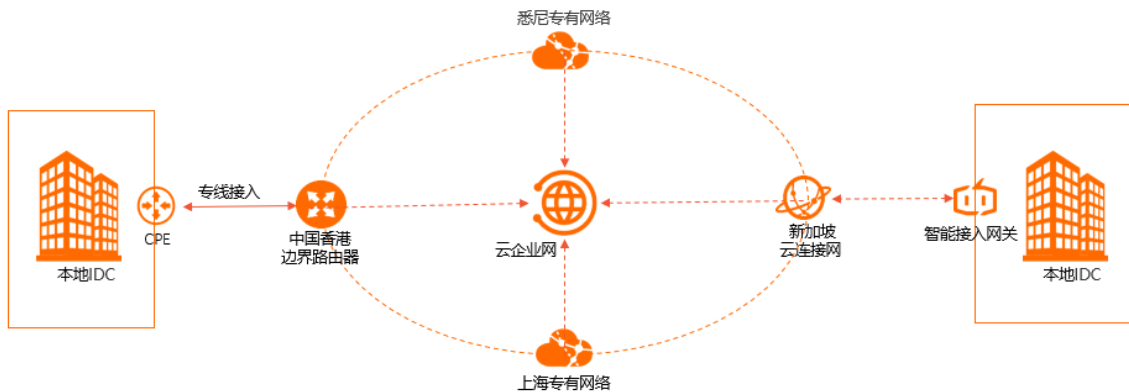 悉尼专有网络
专线接入
CPE
本地IDC
中国香港
边界路由器
云企业网
新加坡
云连接网
智能接入网关
本地IDC
上海专有网络